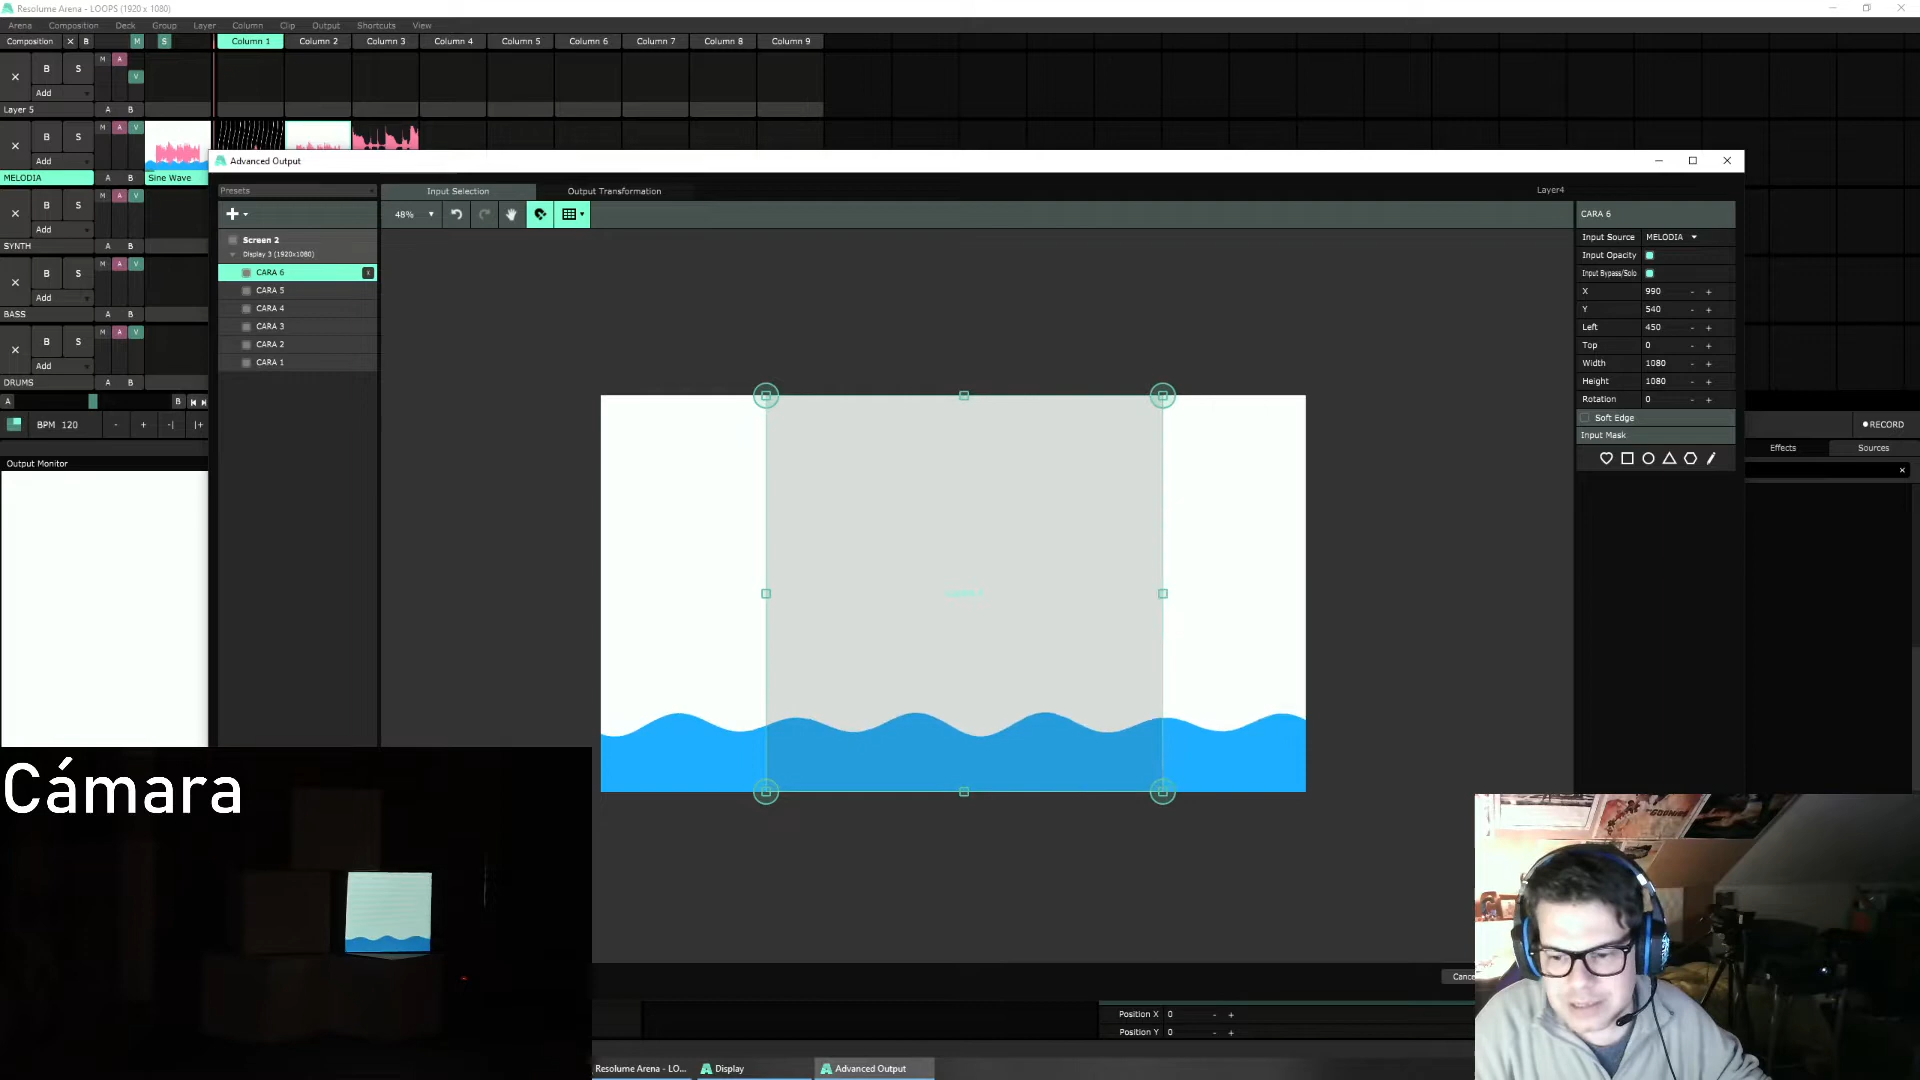 Resolume Arena - LOOPS (1920 x 1080)
Arena Composition Deck Group Layer Column Clip Output Shortcuts View
Composition X B M S Column 1 Column 2 Column 3 Column 4 Column 5 Column 6 Column 7 Column 8 Column 9
B S M A V
Add
Layer 5 A B
B S M A V
Add
MELODIA A B Sine Wave
B S M A V
Add
SYNTH A B
B S M A V
Add
BASS A B
B S M A V
Add
DRUMS A B
A B
BPM 120 - + -| |+
RECORD
Output Monitor
Effects Sources
Advanced Output
Presets
Input Selection Output Transformation Layer4
48%
Screen 2
Display 3 (1920x1080)
CARA 6
CARA 5
CARA 4
CARA 3
CARA 2
CARA 1
CARA 6
Input Source MELODIA
Input Opacity
Input Bypass/Solo
X 990 - +
Y 540 - +
Left 450 - +
Top 0 - +
Width 1080 - +
Height 1080 - +
Rotation 0 - +
Soft Edge
Input Mask
Cámara
Position X 0 - +
Position Y 0 - +
Resolume Arena - LO... Display Advanced Output